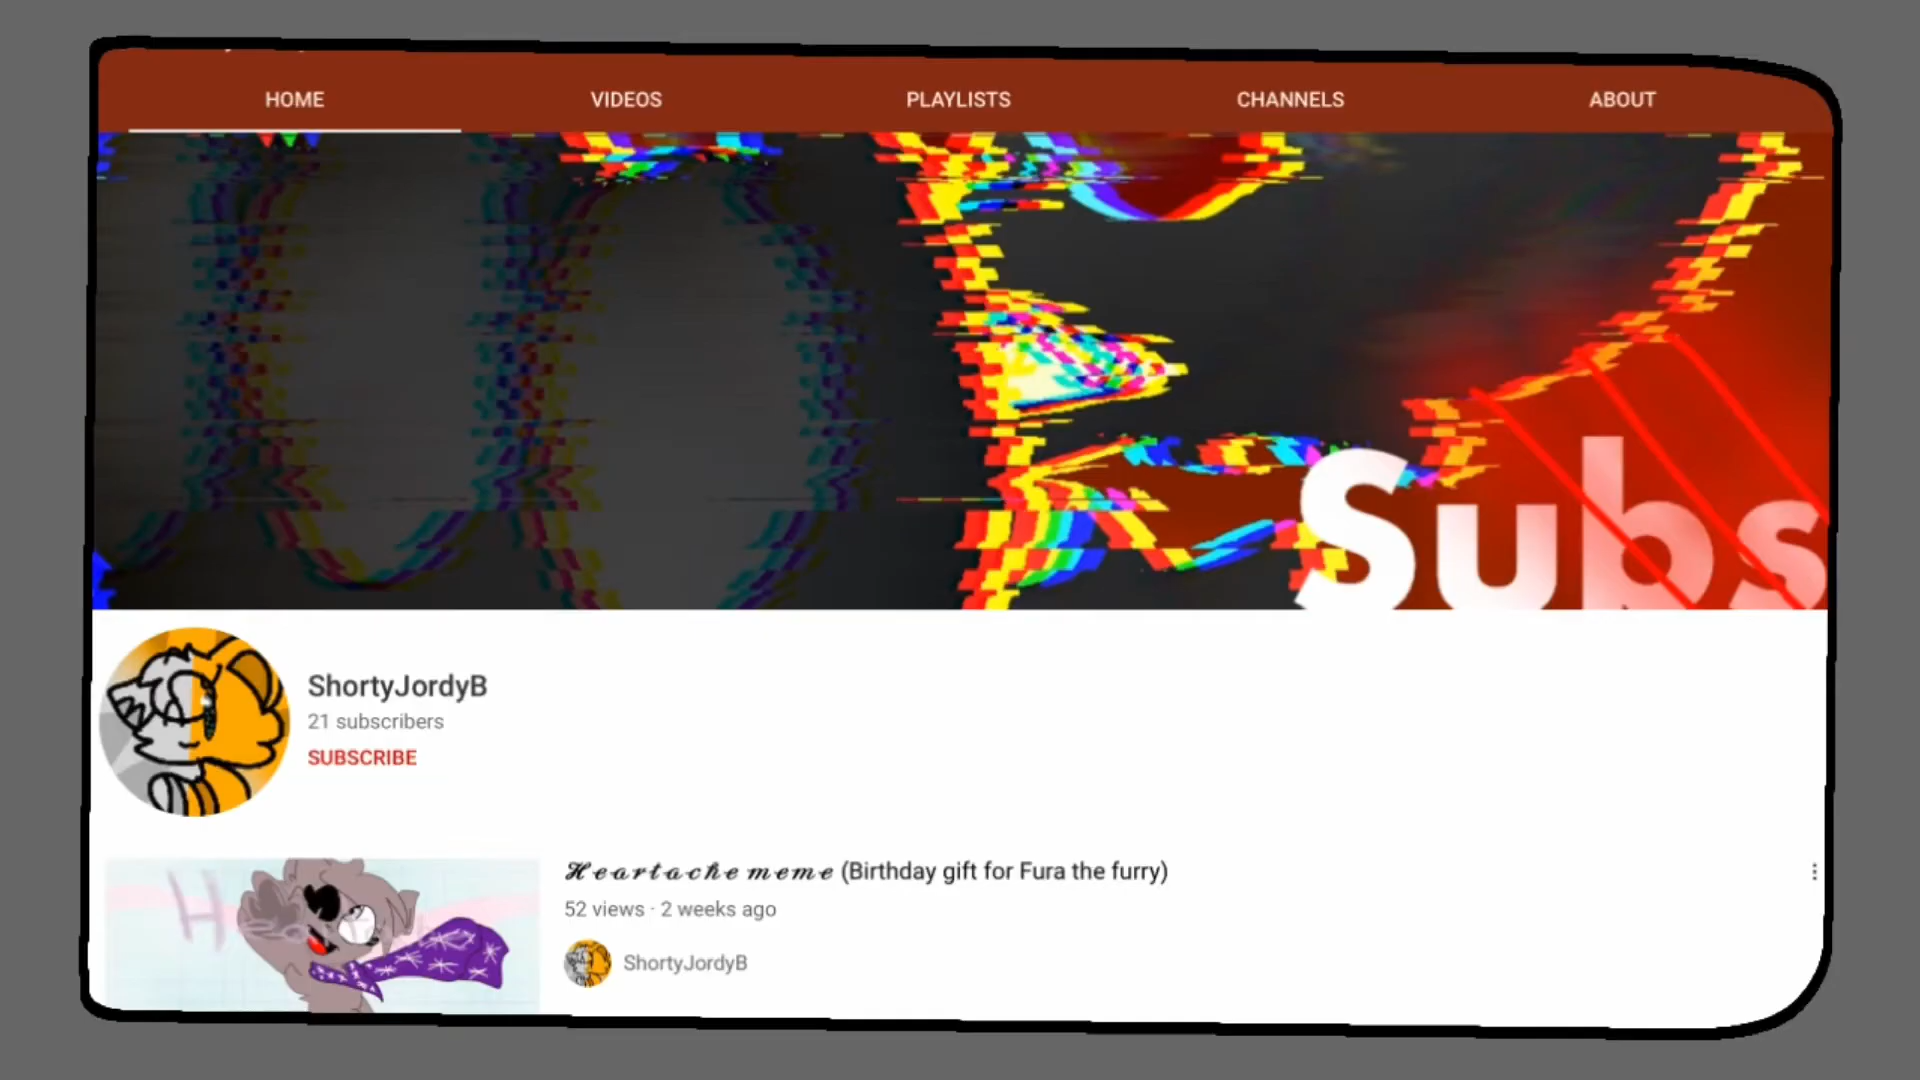 HOME VIDEOS PLAYLISTS CHANNELS ABOUT
Subs
ShortyJordyB
21 subscribers
SUBSCRIBE
𝓗𝓮𝓪𝓻𝓽𝓪𝓬𝓱𝓮 𝓶𝓮𝓶𝓮 (Birthday gift for Fura the furry)
52 views · 2 weeks ago
ShortyJordyB